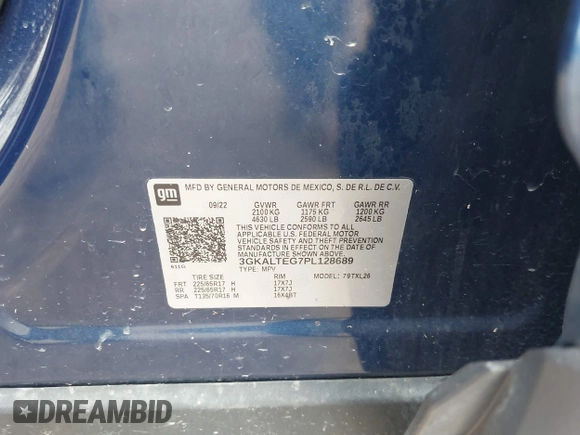 gm
MFD BY GENERAL MOTORS DE MEXICO, S. DE R.L. DE C.V.
09/22 GVWR GAWR FRT GAWR RR
2100 KG 1175 KG 1200 KG
4630 LB 2590 LB 2645 LB
THIS VEHICLE CONFORMS TO ALL
APPLICABLE U.S. FEDERAL MOTOR
VEHICLE SAFETY AND THEFT
PREVENTION STANDARDS IN
EFFECT ON THE DATE OF
MANUFACTURE SHOWN ABOVE.
3GKALTEG7PL128689
TYPE: MPV
TIRE SIZE RIM MODEL: 79TXL26
FRT 225/65R17 H 17X7J
RR 225/65R17 H 17X7J
SPA T135/70R16 M 16X4BT
DREAMBID